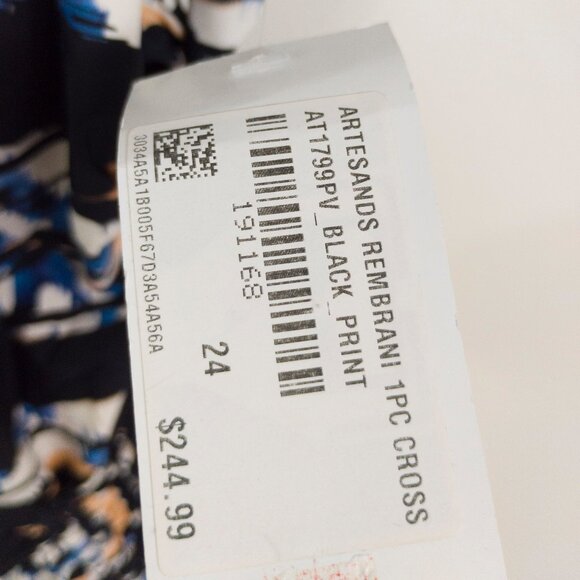 ARTESANDS REMBRANI 1PC CROSS
AT1799PV_BLACK_PRINT
191168
24
$244.99
3034A5A1B005F67D3A54A56A